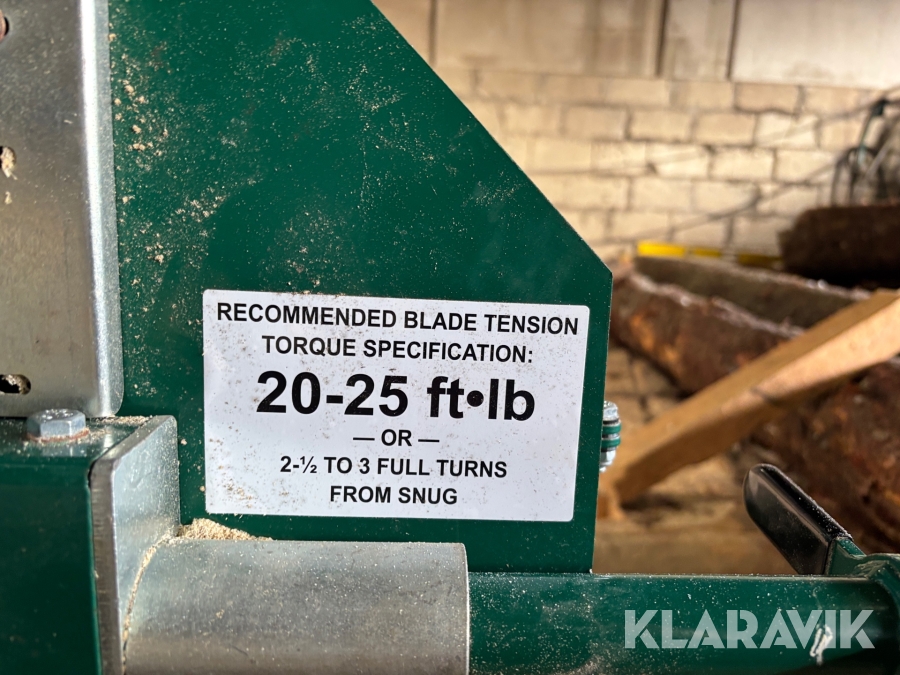 RECOMMENDED BLADE TENSION
TORQUE SPECIFICATION:
20-25 ft•lb
— OR —
2-½ TO 3 FULL TURNS
FROM SNUG
KLARAVIK